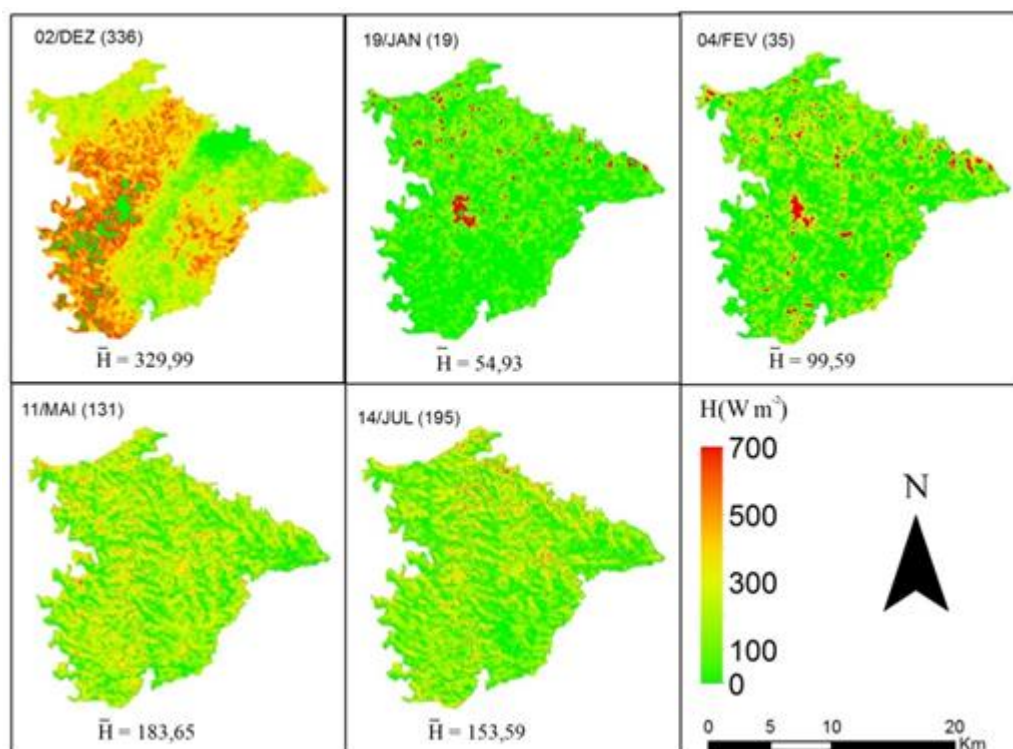 02/DEZ (336)
H̄ = 329,99
19/JAN (19)
H̄ = 54,93
04/FEV (35)
H̄ = 99,59
11/MAI (131)
H̄ = 183,65
14/JUL (195)
H̄ = 153,59
H(W m⁻²)
700
500
300
100
0
N
0 5 10 20
Km